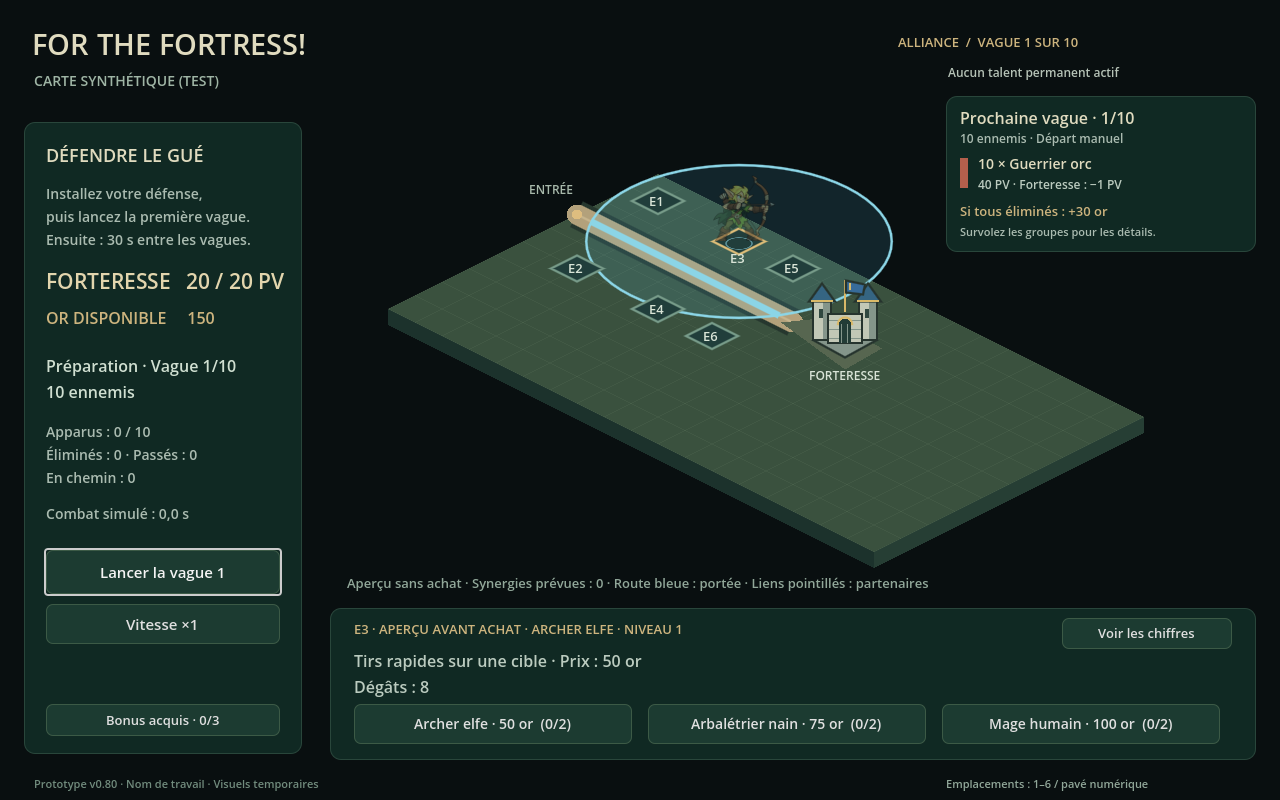 FOR THE FORTRESS!
CARTE SYNTHÉTIQUE (TEST)
ALLIANCE / VAGUE 1 SUR 10
Aucun talent permanent actif
Prochaine vague · 1/10
10 ennemis · Départ manuel
10 × Guerrier orc
40 PV · Forteresse : −1 PV
Si tous éliminés : +30 or
Survolez les groupes pour les détails.
DÉFENDRE LE GUÉ
Installez votre défense,
puis lancez la première vague.
Ensuite : 30 s entre les vagues.
FORTERESSE 20 / 20 PV
OR DISPONIBLE 150
Préparation · Vague 1/10
10 ennemis
Apparus : 0 / 10
Éliminés : 0 · Passés : 0
En chemin : 0
Combat simulé : 0,0 s
Lancer la vague 1
Vitesse ×1
Bonus acquis · 0/3
ENTRÉE
E1
E3
E2
E5
E4
E6
FORTERESSE
Aperçu sans achat · Synergies prévues : 0 · Route bleue : portée · Liens pointillés : partenaires
E3 · APERÇU AVANT ACHAT · ARCHER ELFE · NIVEAU 1
Voir les chiffres
Tirs rapides sur une cible · Prix : 50 or
Dégâts : 8
Archer elfe · 50 or (0/2)
Arbalétrier nain · 75 or (0/2)
Mage humain · 100 or (0/2)
Prototype v0.80 · Nom de travail · Visuels temporaires
Emplacements : 1–6 / pavé numérique